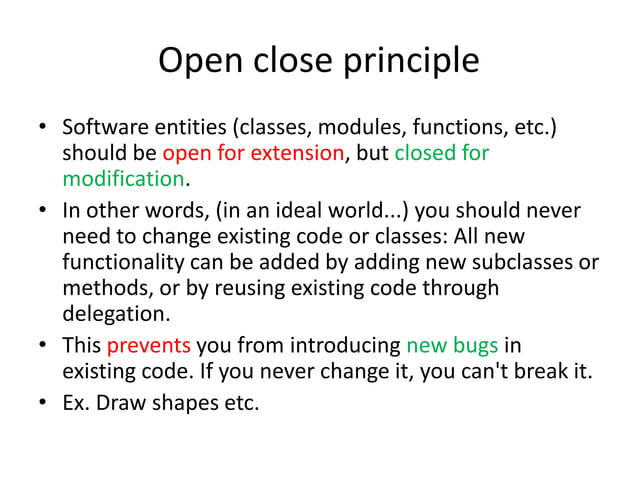 Open close principle
• Software entities (classes, modules, functions, etc.)
should be open for extension, but closed for
modification.
• In other words, (in an ideal world...) you should never
need to change existing code or classes: All new
functionality can be added by adding new subclasses or
methods, or by reusing existing code through
delegation.
• This prevents you from introducing new bugs in
existing code. If you never change it, you can't break it.
• Ex. Draw shapes etc.